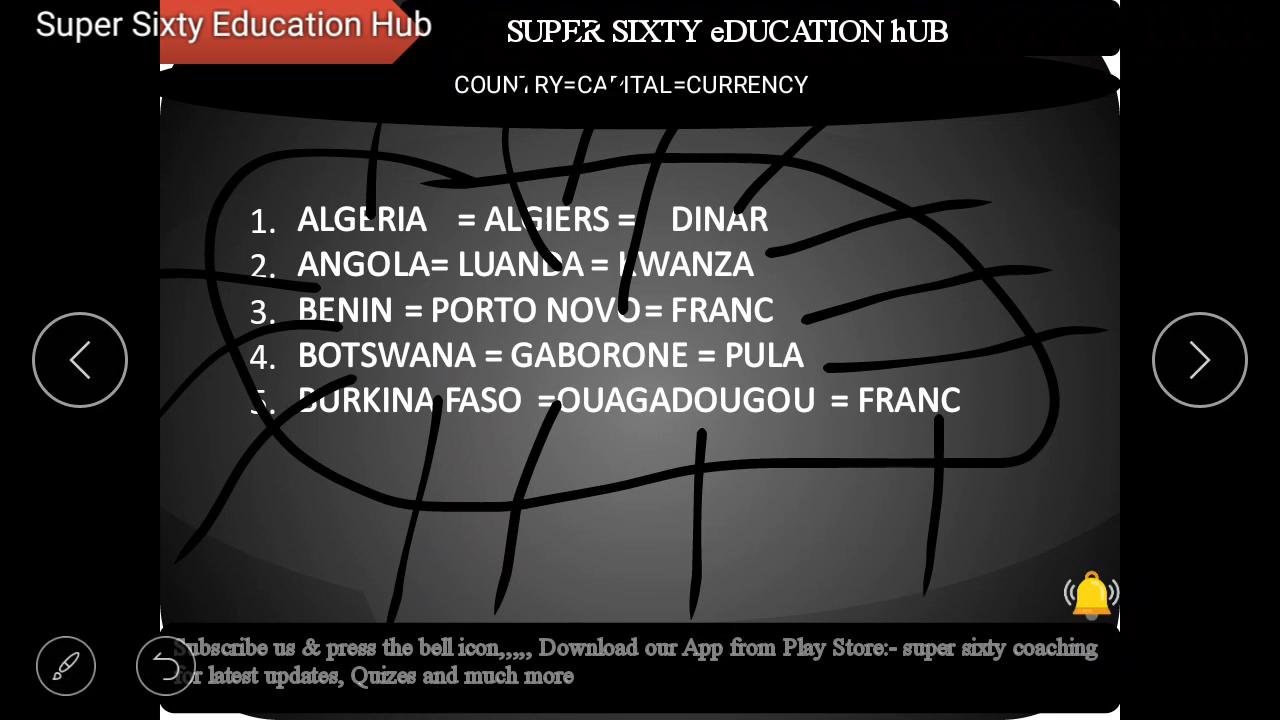 Super Sixty Education Hub
SUPER SIXTY eDUCATION hUB
COUNTRY=CAPITAL=CURRENCY
1. ALGERIA = ALGIERS = DINAR
2. ANGOLA= LUANDA = KWANZA
3. BENIN = PORTO NOVO= FRANC
4. BOTSWANA = GABORONE = PULA
5. BURKINA FASO =OUAGADOUGOU = FRANC
Subscribe us & press the bell icon,,,,, Download our App from Play Store:- super sixty coaching
for latest updates, Quizes and much more